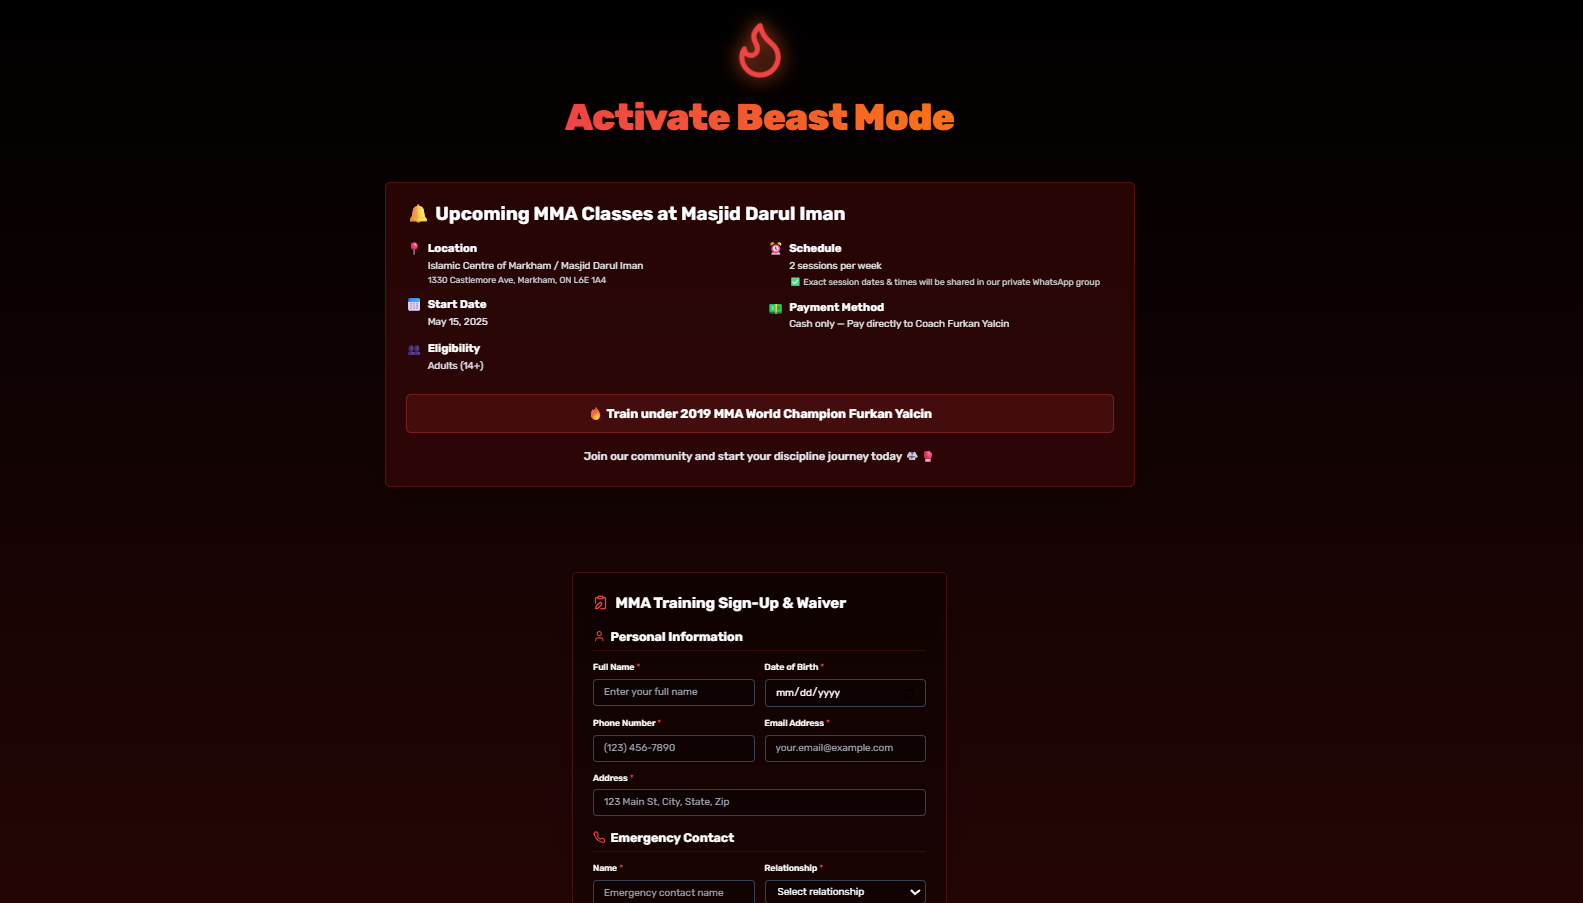 Activate Beast Mode
🔔 Upcoming MMA Classes at Masjid Darul Iman
📍 Location
Islamic Centre of Markham / Masjid Darul Iman
1330 Castlemore Ave, Markham, ON L6E 1A4
📅 Start Date
May 15, 2025
👥 Eligibility
Adults (14+)
⏰ Schedule
2 sessions per week
✅ Exact session dates & times will be shared in our private WhatsApp group
💵 Payment Method
Cash only — Pay directly to Coach Furkan Yalcin
🔥 Train under 2019 MMA World Champion Furkan Yalcin
Join our community and start your discipline journey today 🥋 🥊
MMA Training Sign-Up & Waiver
Personal Information
Full Name *
Enter your full name
Date of Birth *
mm/dd/yyyy
Phone Number *
(123) 456-7890
Email Address *
your.email@example.com
Address *
123 Main St, City, State, Zip
Emergency Contact
Name *
Emergency contact name
Relationship *
Select relationship